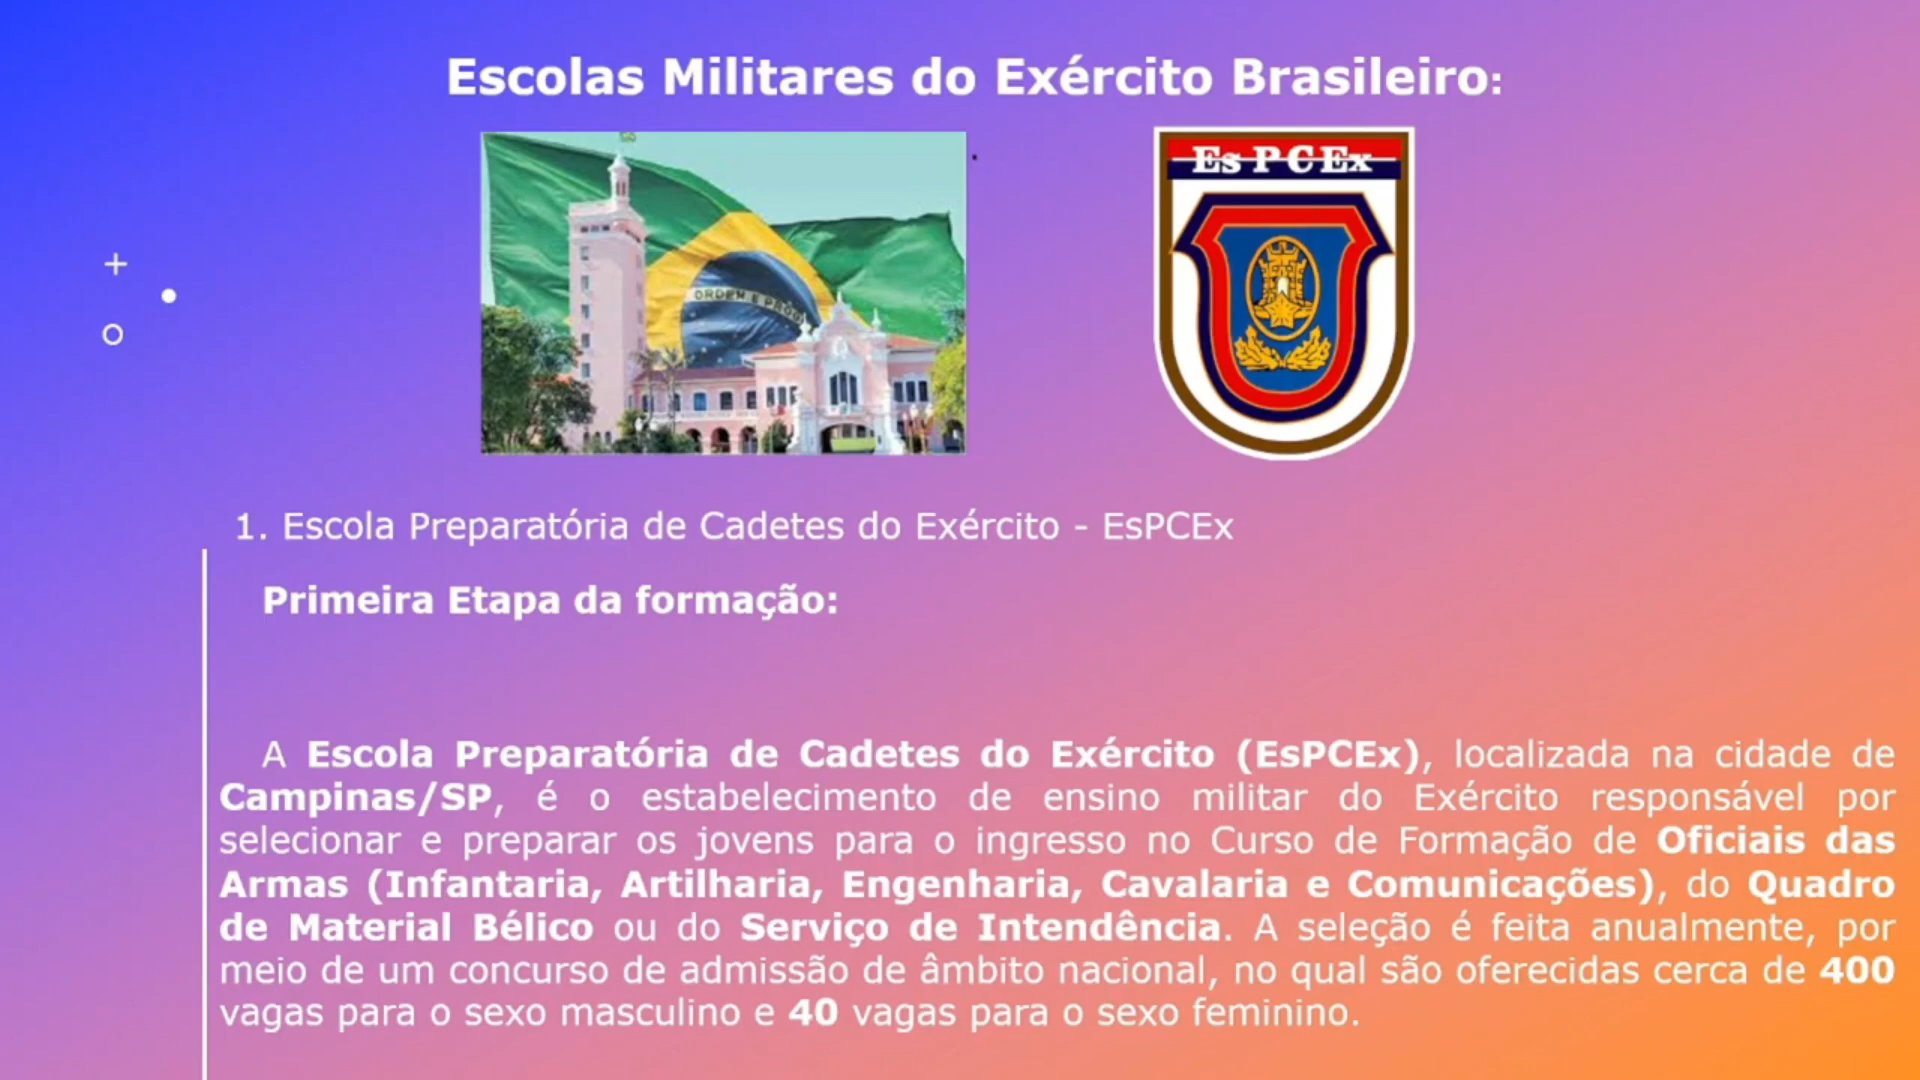 Escolas Militares do Exército Brasileiro:
ORDEM E PROG
Es P C Ex
1. Escola Preparatória de Cadetes do Exército - EsPCEx
Primeira Etapa da formação:
A Escola Preparatória de Cadetes do Exército (EsPCEx), localizada na cidade de
Campinas/SP, é o estabelecimento de ensino militar do Exército responsável por
selecionar e preparar os jovens para o ingresso no Curso de Formação de Oficiais das
Armas (Infantaria, Artilharia, Engenharia, Cavalaria e Comunicações), do Quadro
de Material Bélico ou do Serviço de Intendência. A seleção é feita anualmente, por
meio de um concurso de admissão de âmbito nacional, no qual são oferecidas cerca de 400
vagas para o sexo masculino e 40 vagas para o sexo feminino.